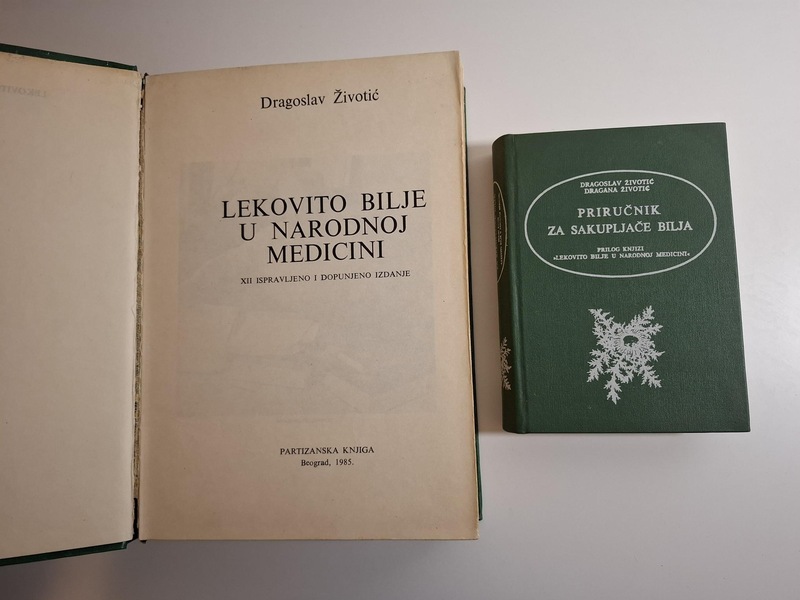 Dragoslav Životić
LEKOVITO BILJE
U NARODNOJ
MEDICINI
XII ISPRAVLJENO I DOPUNJENO IZDANJE
PARTIZANSKA KNJIGA
Beograd, 1985.
DRAGOSLAV ŽIVOTIĆ
DRAGANA ŽIVOTIĆ
PRIRUČNIK
ZA SAKUPLJAČE BILJA
PRILOG KNJIZI
»LEKOVITO BILJE U NARODNOJ MEDICINI«